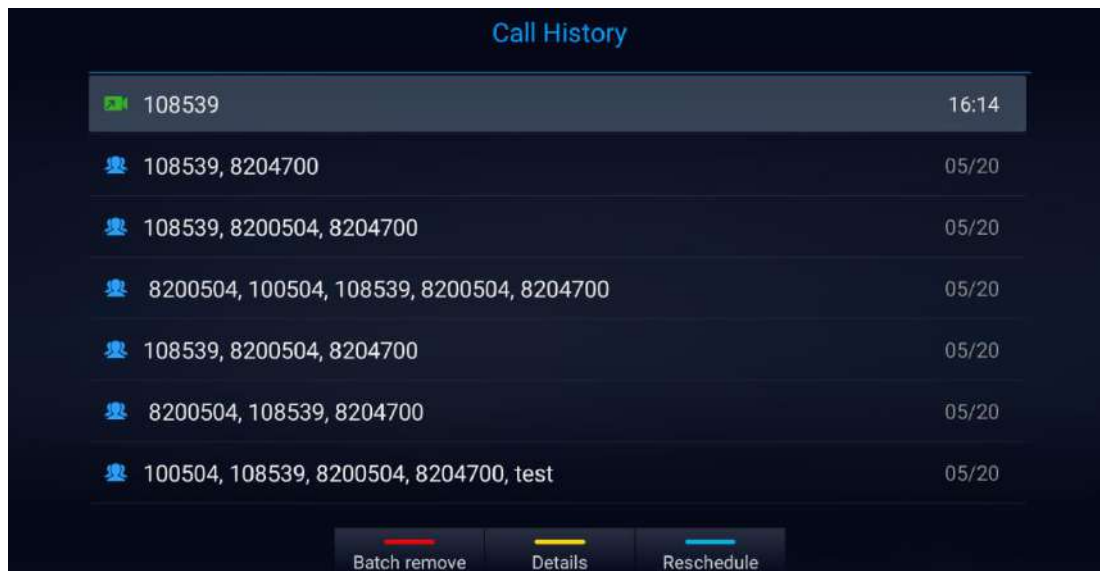 Call History
108539 16:14
108539, 8204700 05/20
108539, 8200504, 8204700 05/20
8200504, 100504, 108539, 8200504, 8204700 05/20
108539, 8200504, 8204700 05/20
8200504, 108539, 8204700 05/20
100504, 108539, 8200504, 8204700, test 05/20
Batch remove Details Reschedule